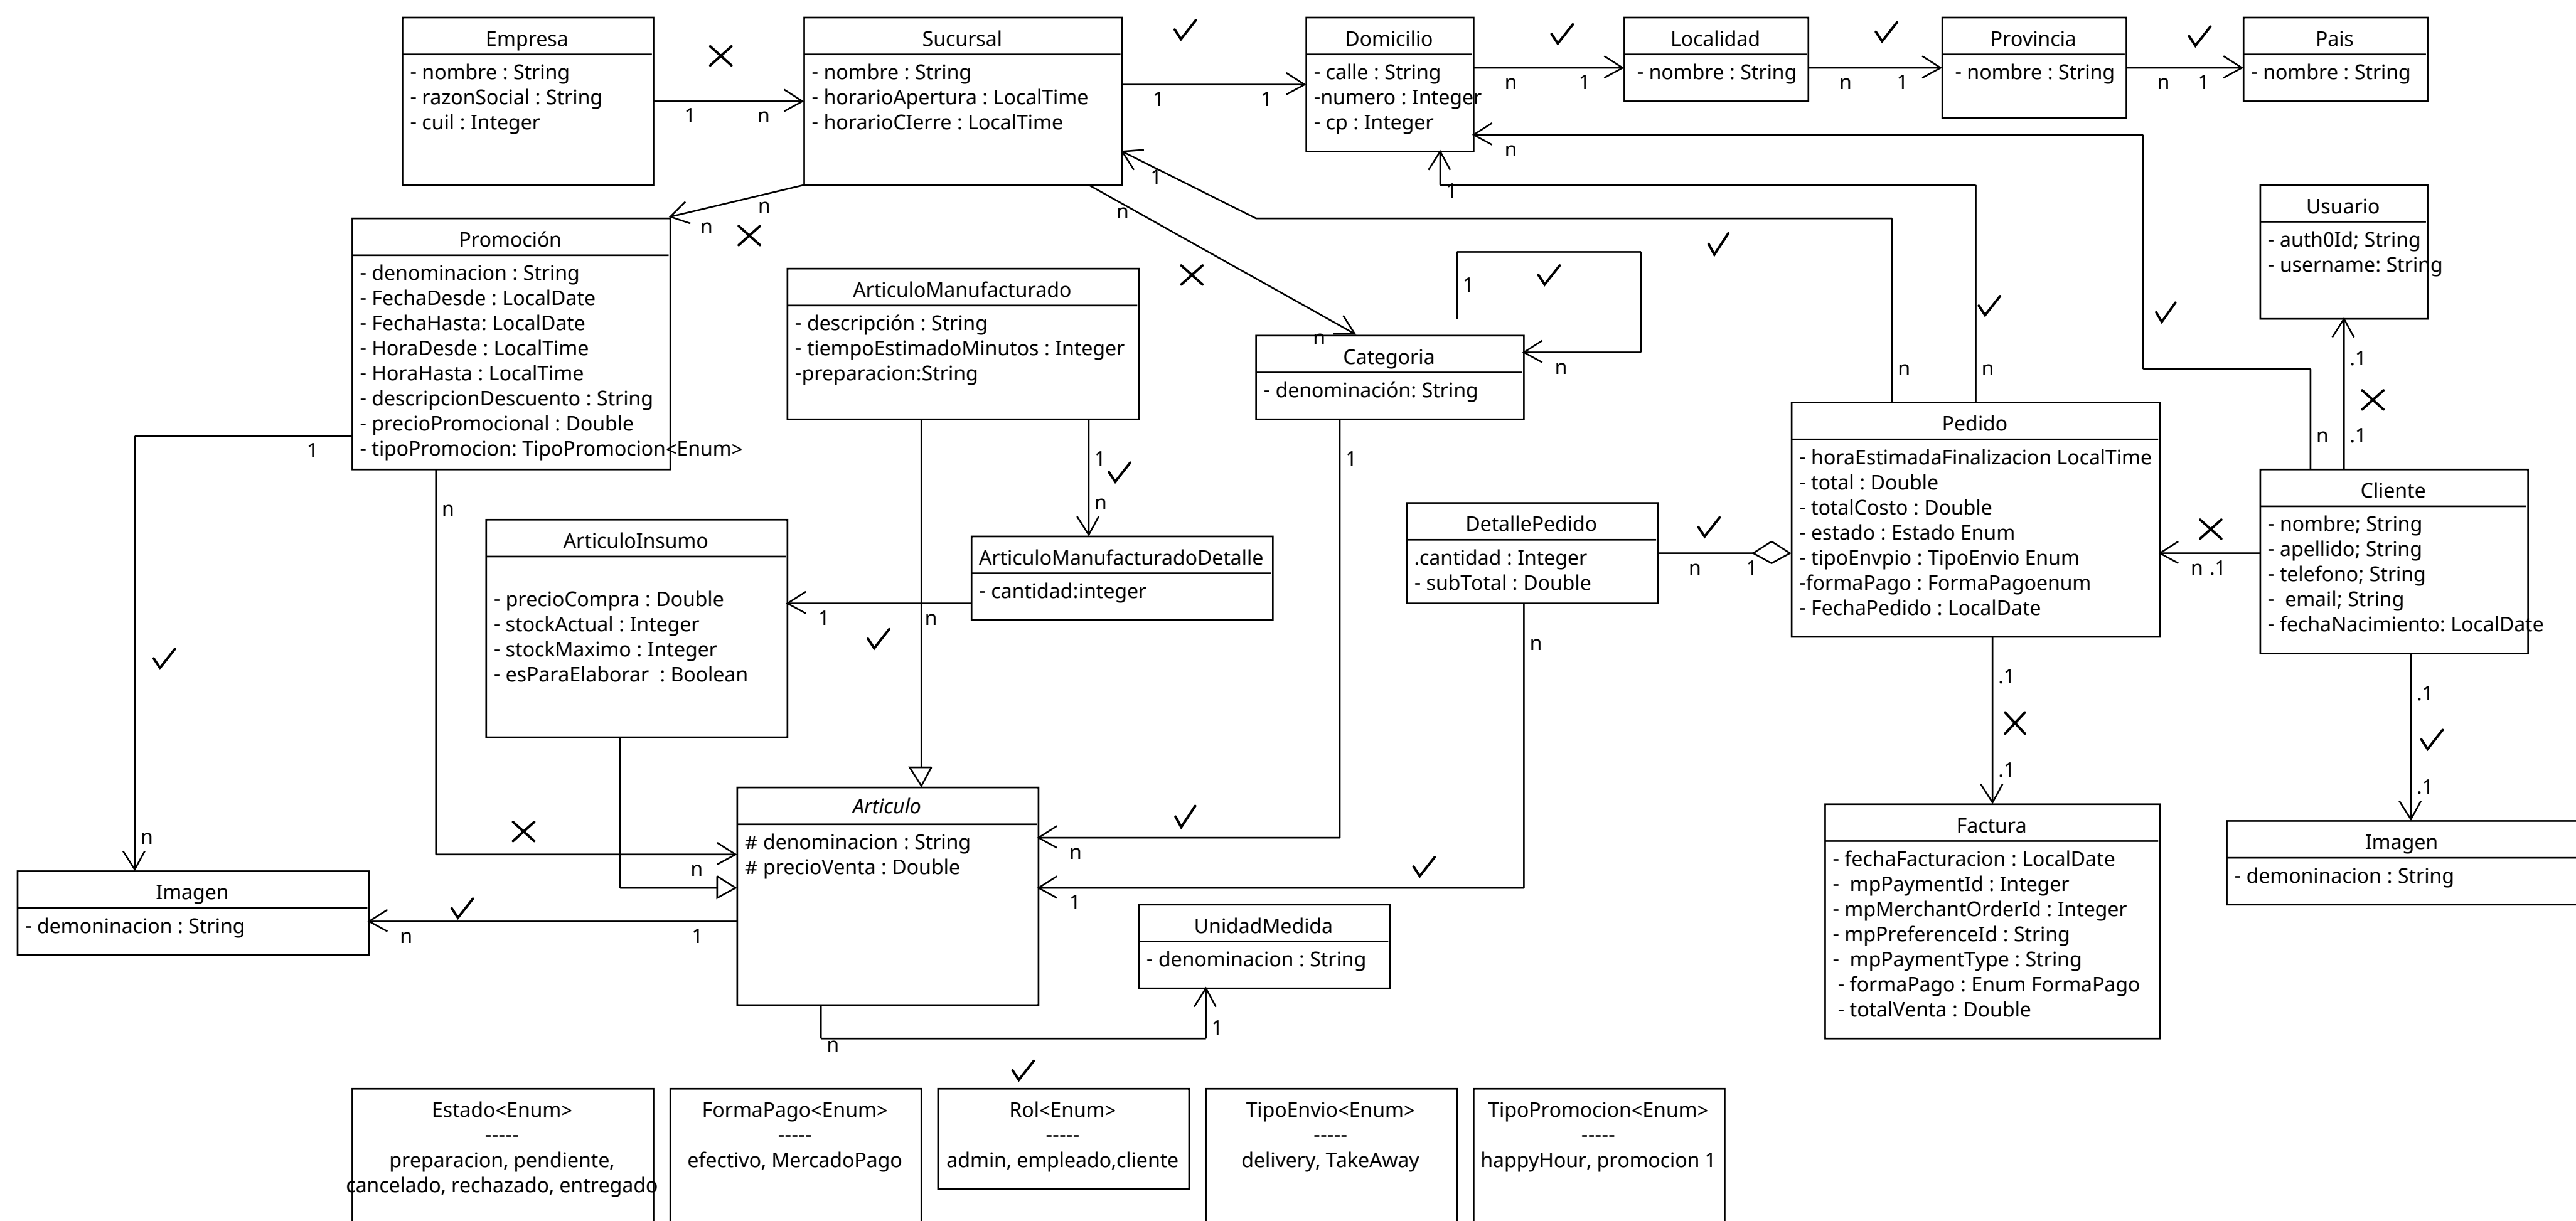 Empresa
- nombre : String
- razonSocial : String
- cuil : Integer
1
n
Sucursal
- nombre : String
- horarioApertura : LocalTime
- horarioCIerre : LocalTime
1
1
Domicilio
- calle : String
-numero : Integer
- cp : Integer
n
1
Localidad
- nombre : String
n
1
Provincia
- nombre : String
n
1
Pais
- nombre : String
n
1
1
n
n
n
n
Usuario
- auth0Id; String
- username: String
Promoción
- denominacion : String
- FechaDesde : LocalDate
- FechaHasta: LocalDate
- HoraDesde : LocalTime
- HoraHasta : LocalTime
- descripcionDescuento : String
- precioPromocional : Double
- tipoPromocion: TipoPromocion<Enum>
1
n
ArticuloManufacturado
- descripción : String
- tiempoEstimadoMinutos : Integer
-preparacion:String
1
n
1
n
Categoria
- denominación: String
1
n
n
.1
.1
n
Pedido
- horaEstimadaFinalizacion LocalTime
- total : Double
- totalCosto : Double
- estado : Estado Enum
- tipoEnvpio : TipoEnvio Enum
-formaPago : FormaPagoenum
- FechaPedido : LocalDate
n .1
Cliente
- nombre; String
- apellido; String
- telefono; String
-  email; String
- fechaNacimiento: LocalDate
DetallePedido
.cantidad : Integer
- subTotal : Double
n
1
n
ArticuloInsumo
- precioCompra : Double
- stockActual : Integer
- stockMaximo : Integer
- esParaElaborar  : Boolean
1
n
ArticuloManufacturadoDetalle
- cantidad:integer
.1
.1
.1
.1
Articulo
# denominacion : String
# precioVenta : Double
n
n
n
1
Imagen
- demoninacion : String
n
1
UnidadMedida
- denominacion : String
n
1
Factura
- fechaFacturacion : LocalDate
-  mpPaymentId : Integer
- mpMerchantOrderId : Integer
- mpPreferenceId : String
-  mpPaymentType : String
- formaPago : Enum FormaPago
- totalVenta : Double
Imagen
- demoninacion : String
Estado<Enum>
-----
preparacion, pendiente,
cancelado, rechazado, entregado
FormaPago<Enum>
-----
efectivo, MercadoPago
Rol<Enum>
-----
admin, empleado,cliente
TipoEnvio<Enum>
-----
delivery, TakeAway
TipoPromocion<Enum>
-----
happyHour, promocion 1